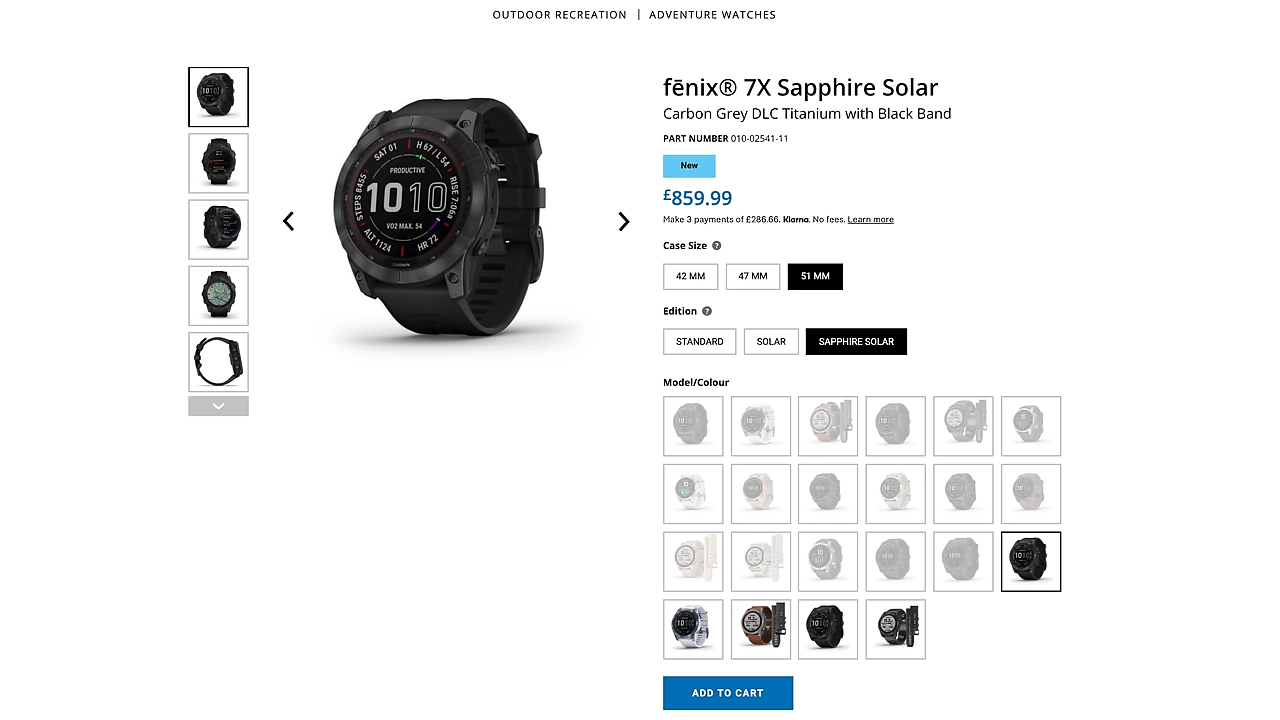 OUTDOOR RECREATION | ADVENTURE WATCHES
fēnix® 7X Sapphire Solar
Carbon Grey DLC Titanium with Black Band
PART NUMBER 010-02541-11
New
£859.99
Make 3 payments of £286.66. Klarna. No fees. Learn more
Case Size ?
42 MM 47 MM 51 MM
Edition ?
STANDARD SOLAR SAPPHIRE SOLAR
Model/Colour
ADD TO CART
SAT 01 H 67 / L 54
PRODUCTIVE
STEPS 8455
10 10
RISE 7:06a
VO2 MAX. 54
ALT 1124 HR 72
GARMIN